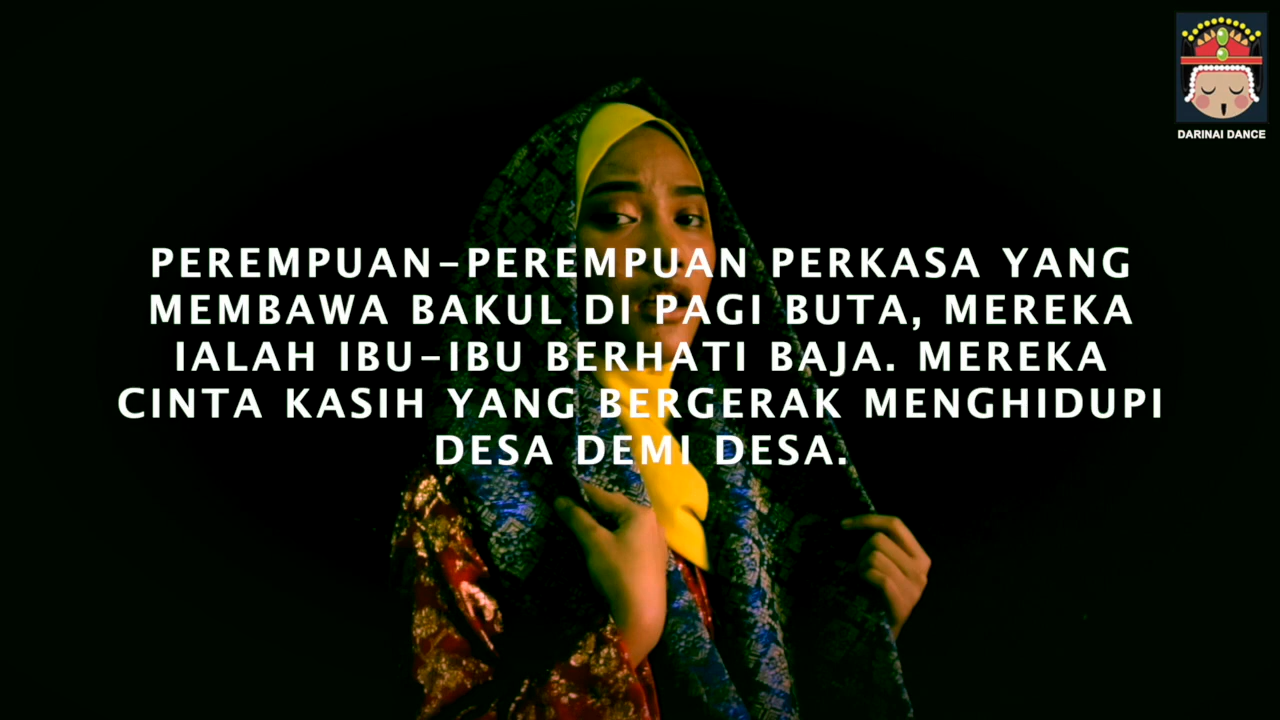 DARINAI DANCE
PEREMPUAN-PEREMPUAN PERKASA YANG
MEMBAWA BAKUL DI PAGI BUTA, MEREKA
IALAH IBU-IBU BERHATI BAJA. MEREKA
CINTA KASIH YANG BERGERAK MENGHIDUPI
DESA DEMI DESA.